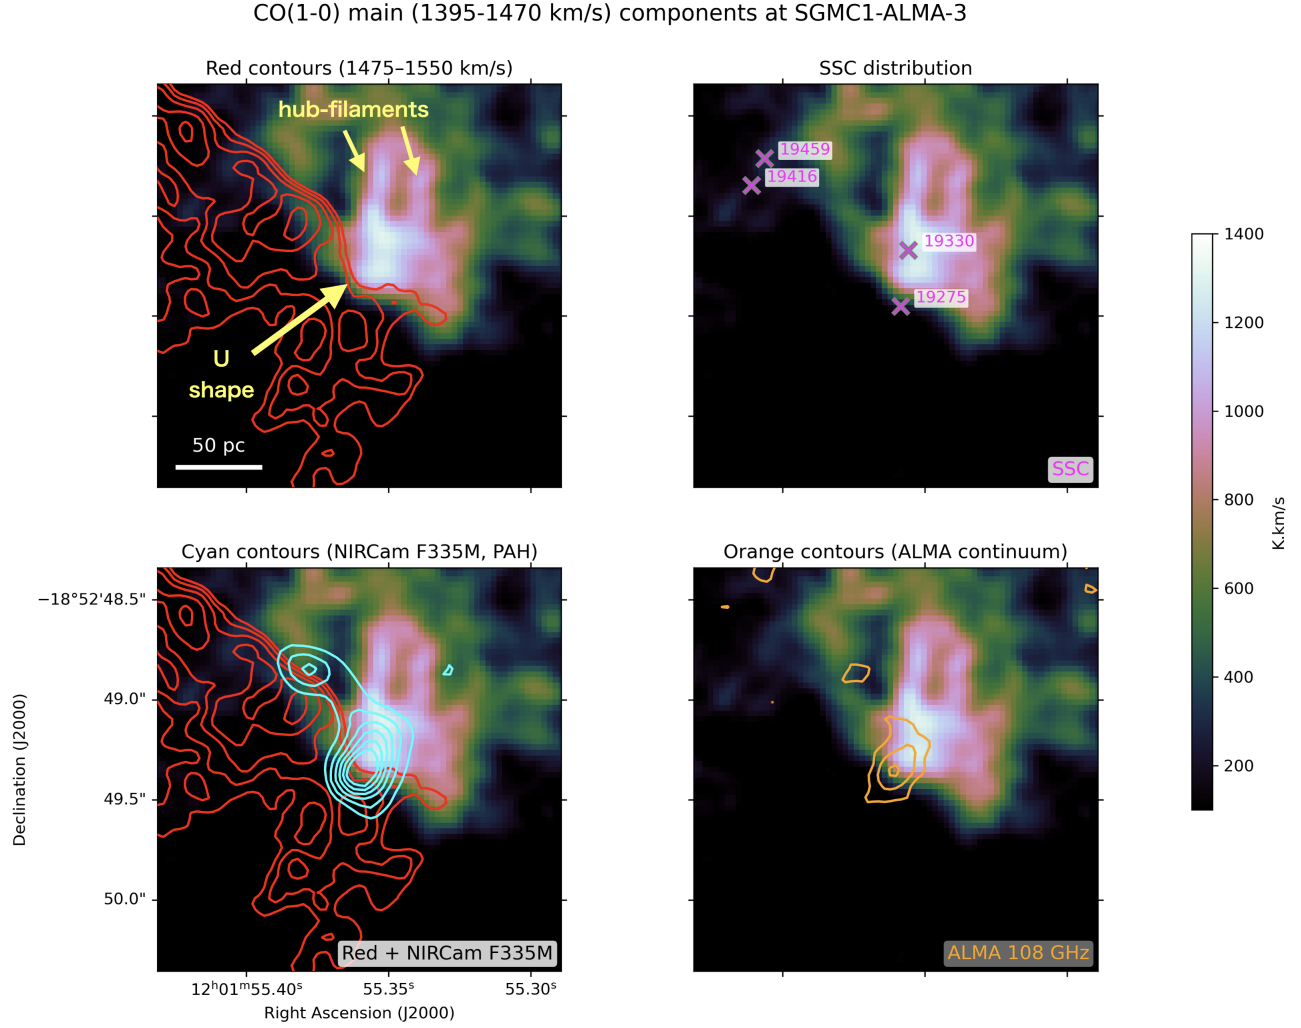 CO(1-0) main (1395-1470 km/s) components at SGMC1-ALMA-3
Red contours (1475–1550 km/s)
hub-filaments
U
shape
50 pc
SSC distribution
19459
19416
19330
19275
SSC
1400
1200
1000
800
600
400
200
K.km/s
Cyan contours (NIRCam F335M, PAH)
−18°52'48.5"
49.0"
49.5"
50.0"
Declination (J2000)
Red + NIRCam F335M
12ʰ01ᵐ55.40ˢ
55.35ˢ
55.30ˢ
Right Ascension (J2000)
Orange contours (ALMA continuum)
ALMA 108 GHz